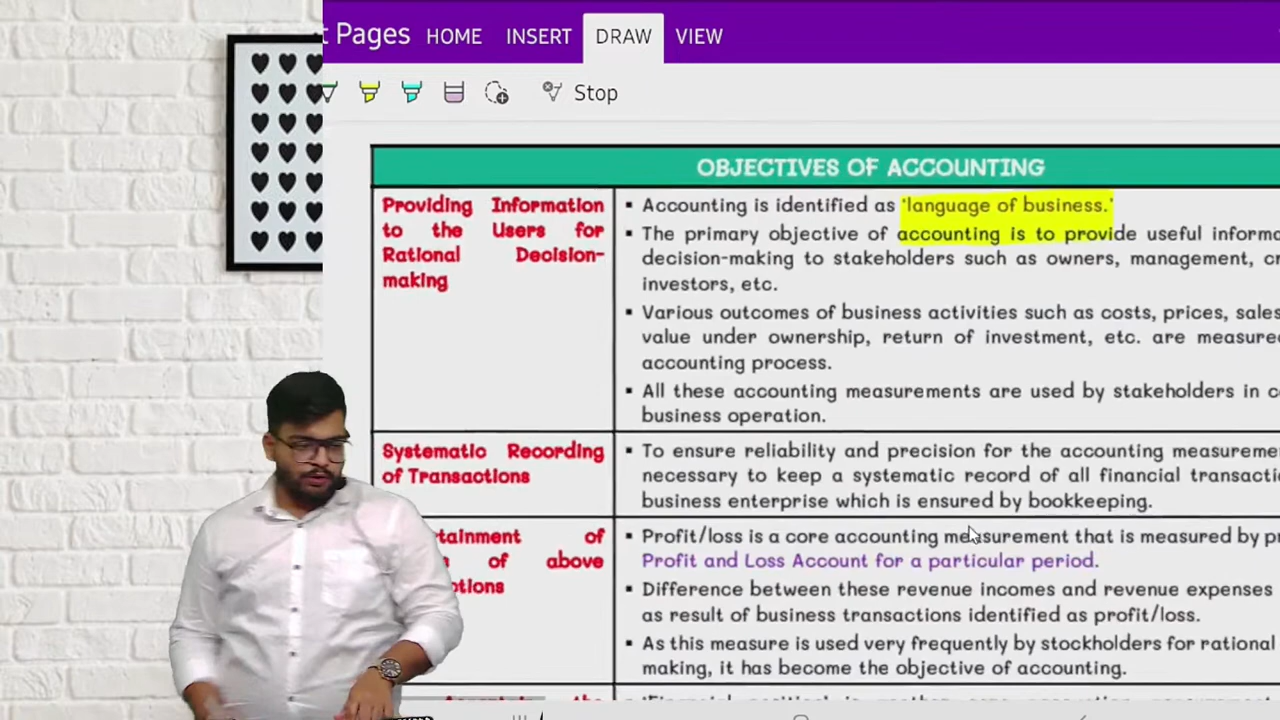 t Pages HOME INSERT DRAW VIEW
Stop
OBJECTIVES OF ACCOUNTING
Providing Information
to the Users for
Rational Decision-
making
▪ Accounting is identified as 'language of business.'
▪ The primary objective of accounting is to provide useful informa
decision-making to stakeholders such as owners, management, cr
investors, etc.
▪ Various outcomes of business activities such as costs, prices, sales
value under ownership, return of investment, etc. are measure
accounting process.
▪ All these accounting measurements are used by stakeholders in c
business operation.
Systematic Recording
of Transactions
▪ To ensure reliability and precision for the accounting measureme
necessary to keep a systematic record of all financial transacti
business enterprise which is ensured by bookkeeping.
tainment of
of above
▪ Profit/loss is a core accounting measurement that is measured by pr
Profit and Loss Account for a particular period.
▪ Difference between these revenue incomes and revenue expenses
as result of business transactions identified as profit/loss.
▪ As this measure is used very frequently by stockholders for rational
making, it has become the objective of accounting.